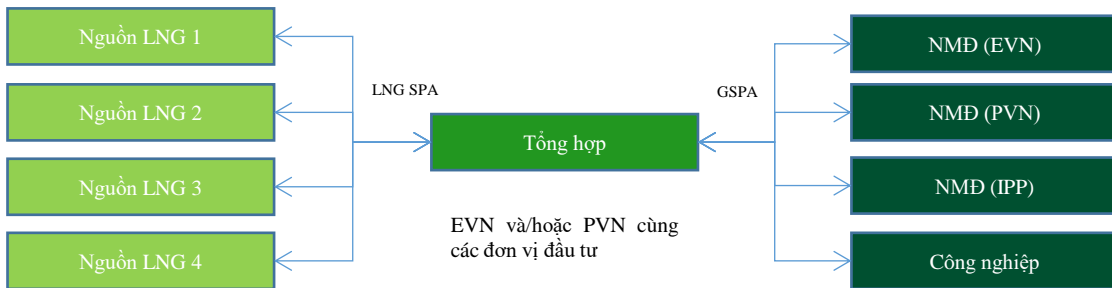 Nguồn LNG 1
Nguồn LNG 2
Nguồn LNG 3
Nguồn LNG 4
LNG SPA
Tổng hợp
EVN và/hoặc PVN cùng
các đơn vị đầu tư
GSPA
NMĐ (EVN)
NMĐ (PVN)
NMĐ (IPP)
Công nghiệp